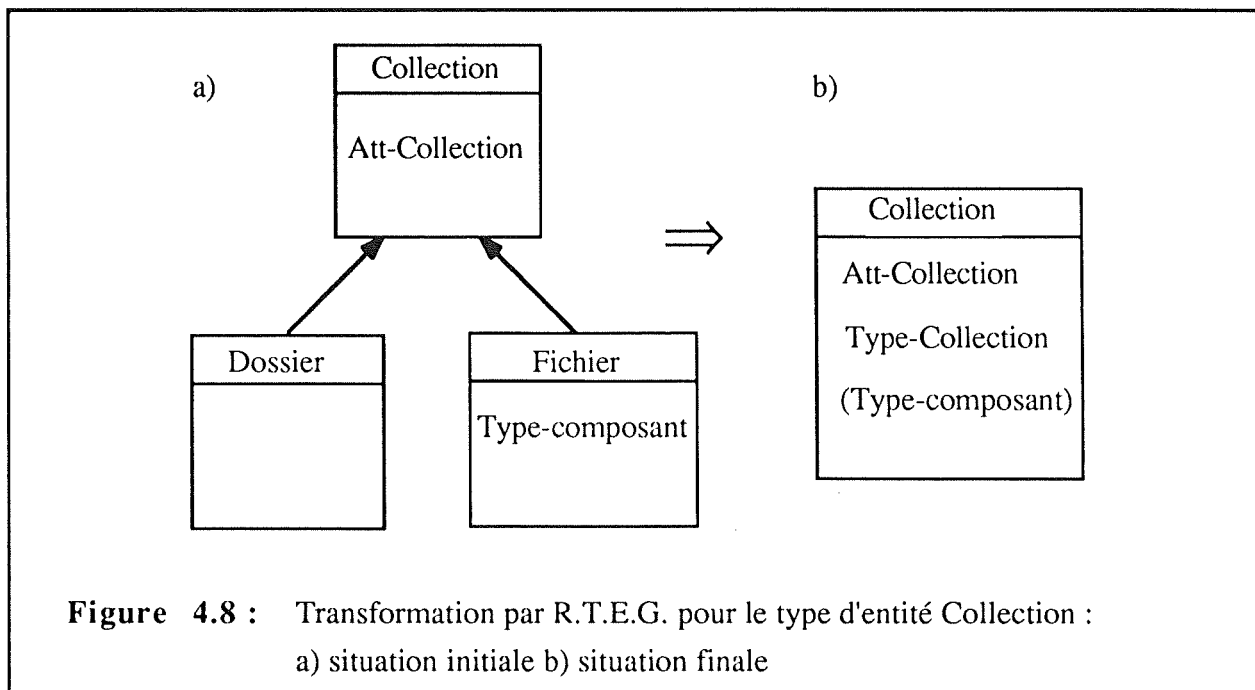 a)
Collection
Att-Collection
Dossier
Fichier
Type-composant
⇒
b)
Collection
Att-Collection
Type-Collection
(Type-composant)
Figure 4.8 : Transformation par R.T.E.G. pour le type d'entité Collection :
a) situation initiale b) situation finale